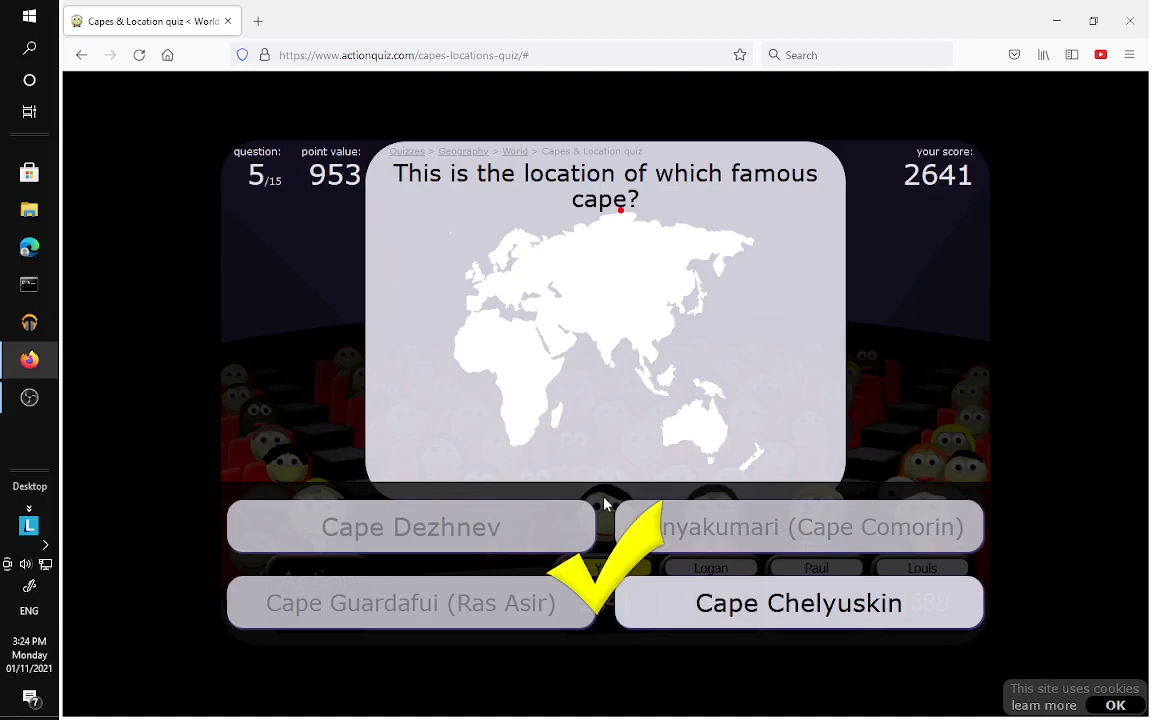 Capes & Location quiz < World
https://www.actionquiz.com/capes-locations-quiz/#
Search
question:
point value:
Quizzes > Geography > World > Capes & Location quiz
your score:
5/15
953
2641
This is the location of which famous
cape?
Cape Dezhnev
nyakumari (Cape Comorin)
Logan
Paul
Louis
Cape Guardafui (Ras Asir)
Cape Chelyuskin
Desktop
L
ENG
3:24 PM
Monday
01/11/2021
7
This site uses cookies
learn more
OK